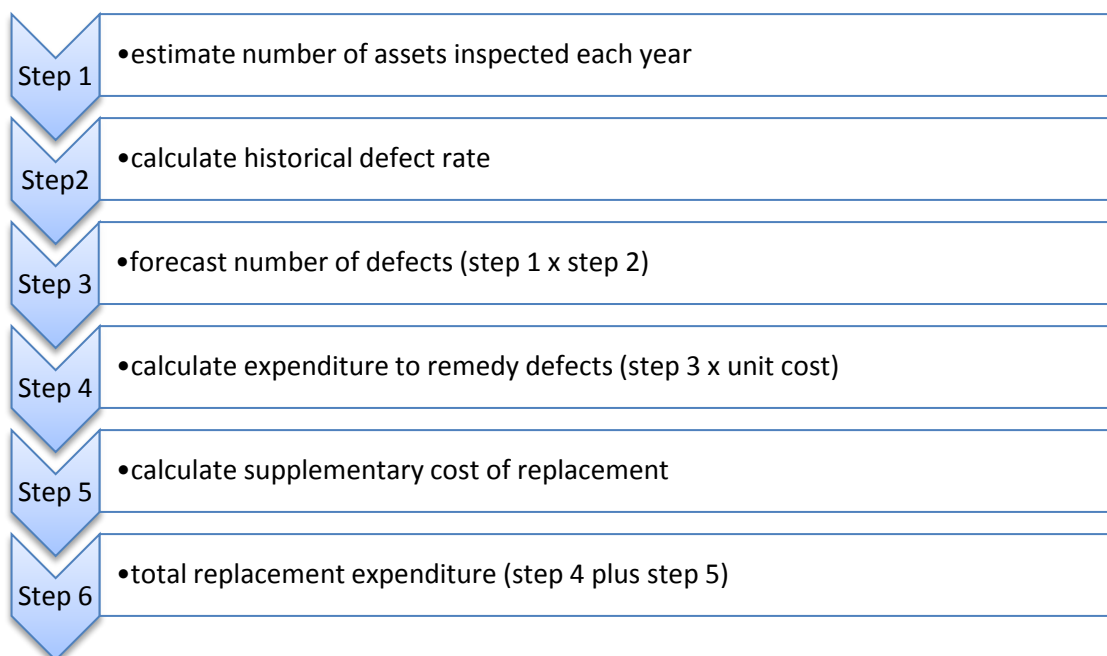 Step 1
•estimate number of assets inspected each year
Step2
•calculate historical defect rate
Step 3
•forecast number of defects (step 1 x step 2)
Step 4
•calculate expenditure to remedy defects (step 3 x unit cost)
Step 5
•calculate supplementary cost of replacement
Step 6
•total replacement expenditure (step 4 plus step 5)